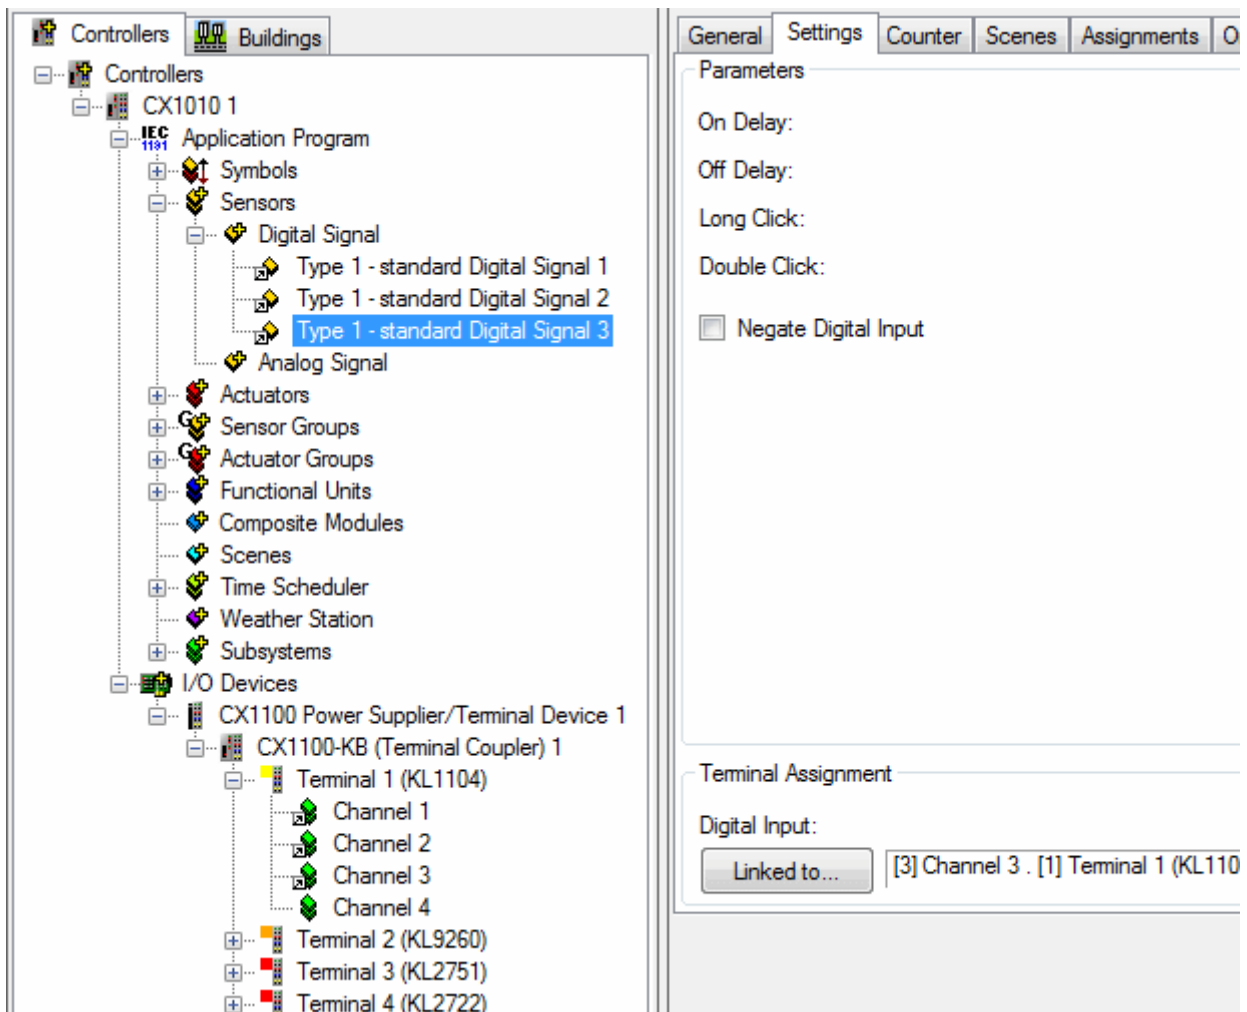 Controllers
Buildings
Controllers
CX1010 1
IEC
1131
Application Program
Symbols
Sensors
Digital Signal
Type 1 - standard Digital Signal 1
Type 1 - standard Digital Signal 2
Type 1 - standard Digital Signal 3
Analog Signal
Actuators
G
Sensor Groups
G
Actuator Groups
Functional Units
Composite Modules
Scenes
Time Scheduler
Weather Station
Subsystems
I/O Devices
CX1100 Power Supplier/Terminal Device 1
CX1100-KB (Terminal Coupler) 1
Terminal 1 (KL1104)
Channel 1
Channel 2
Channel 3
Channel 4
Terminal 2 (KL9260)
Terminal 3 (KL2751)
Terminal 4 (KL2722)
General
Settings
Counter
Scenes
Assignments
Parameters
On Delay:
Off Delay:
Long Click:
Double Click:
Negate Digital Input
Terminal Assignment
Digital Input:
Linked to...
[3] Channel 3 . [1] Terminal 1 (KL110